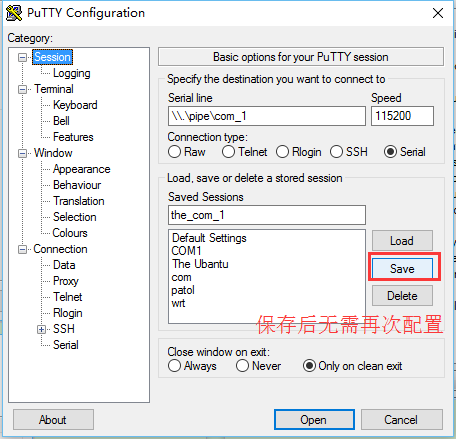 PuTTY Configuration
Category:
Session
Logging
Terminal
Keyboard
Bell
Features
Window
Appearance
Behaviour
Translation
Selection
Colours
Connection
Data
Proxy
Telnet
Rlogin
SSH
Serial
Basic options for your PuTTY session
Specify the destination you want to connect to
Serial line Speed
\\.\pipe\com_1 115200
Connection type:
Raw Telnet Rlogin SSH Serial
Load, save or delete a stored session
Saved Sessions
the_com_1
Default Settings
COM1
The Ubantu
com
patol
wrt
Load
Save
Delete
保存后无需再次配置
Close window on exit:
Always Never Only on clean exit
About Open Cancel